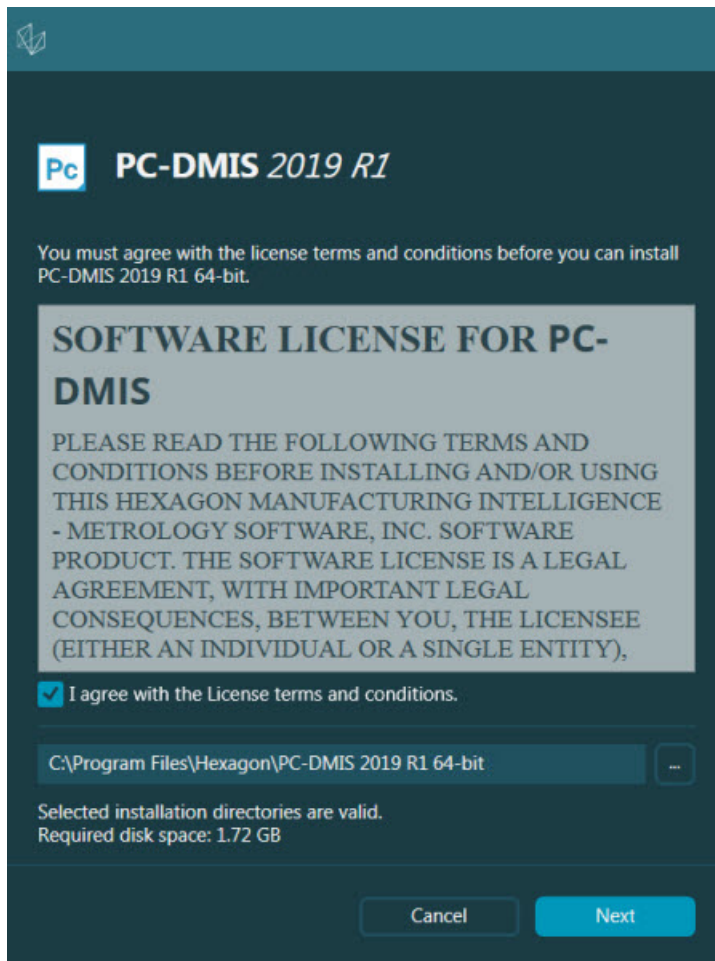 Pc PC-DMIS 2019 R1
You must agree with the license terms and conditions before you can install
PC-DMIS 2019 R1 64-bit.
SOFTWARE LICENSE FOR PC-
DMIS
PLEASE READ THE FOLLOWING TERMS AND
CONDITIONS BEFORE INSTALLING AND/OR USING
THIS HEXAGON MANUFACTURING INTELLIGENCE
- METROLOGY SOFTWARE, INC. SOFTWARE
PRODUCT. THE SOFTWARE LICENSE IS A LEGAL
AGREEMENT, WITH IMPORTANT LEGAL
CONSEQUENCES, BETWEEN YOU, THE LICENSEE
(EITHER AN INDIVIDUAL OR A SINGLE ENTITY),
I agree with the License terms and conditions.
C:\Program Files\Hexagon\PC-DMIS 2019 R1 64-bit ...
Selected installation directories are valid.
Required disk space: 1.72 GB
Cancel Next